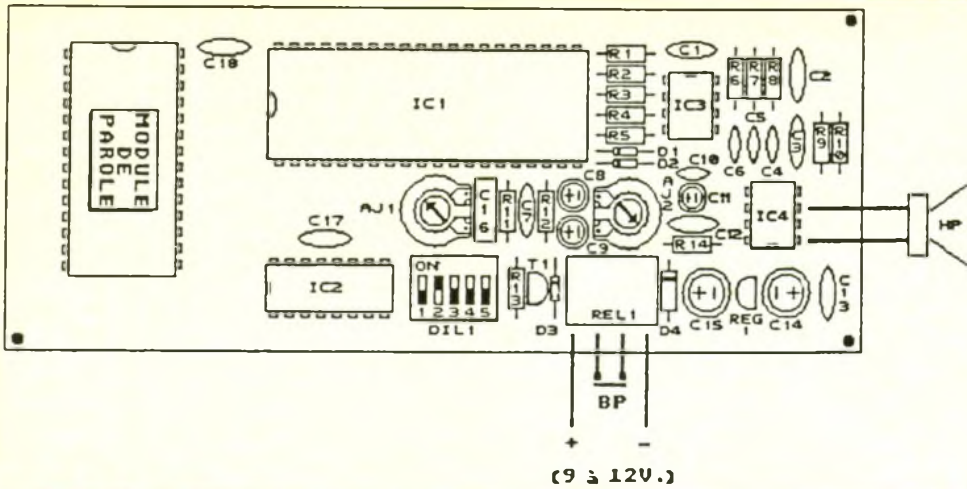 C18
MODULE
DE
PAROLE
IC1
R1
R2
R3
R4
R5
D1
D2
C1
IC3
R6
R7
R8
C2
C5
C6
C7
C4
C3
R9
R10
C10
AJ1
C16
R11
C7
R12
C8
C9
AJ2
C11
C12
IC4
HP
C17
R14
IC2
ON
1 2 3 4 5
DIL1
R13
T1
D3
REL1
D4
C15
REG
1
C14
C13
BP
+ -
(9 à 12V.)